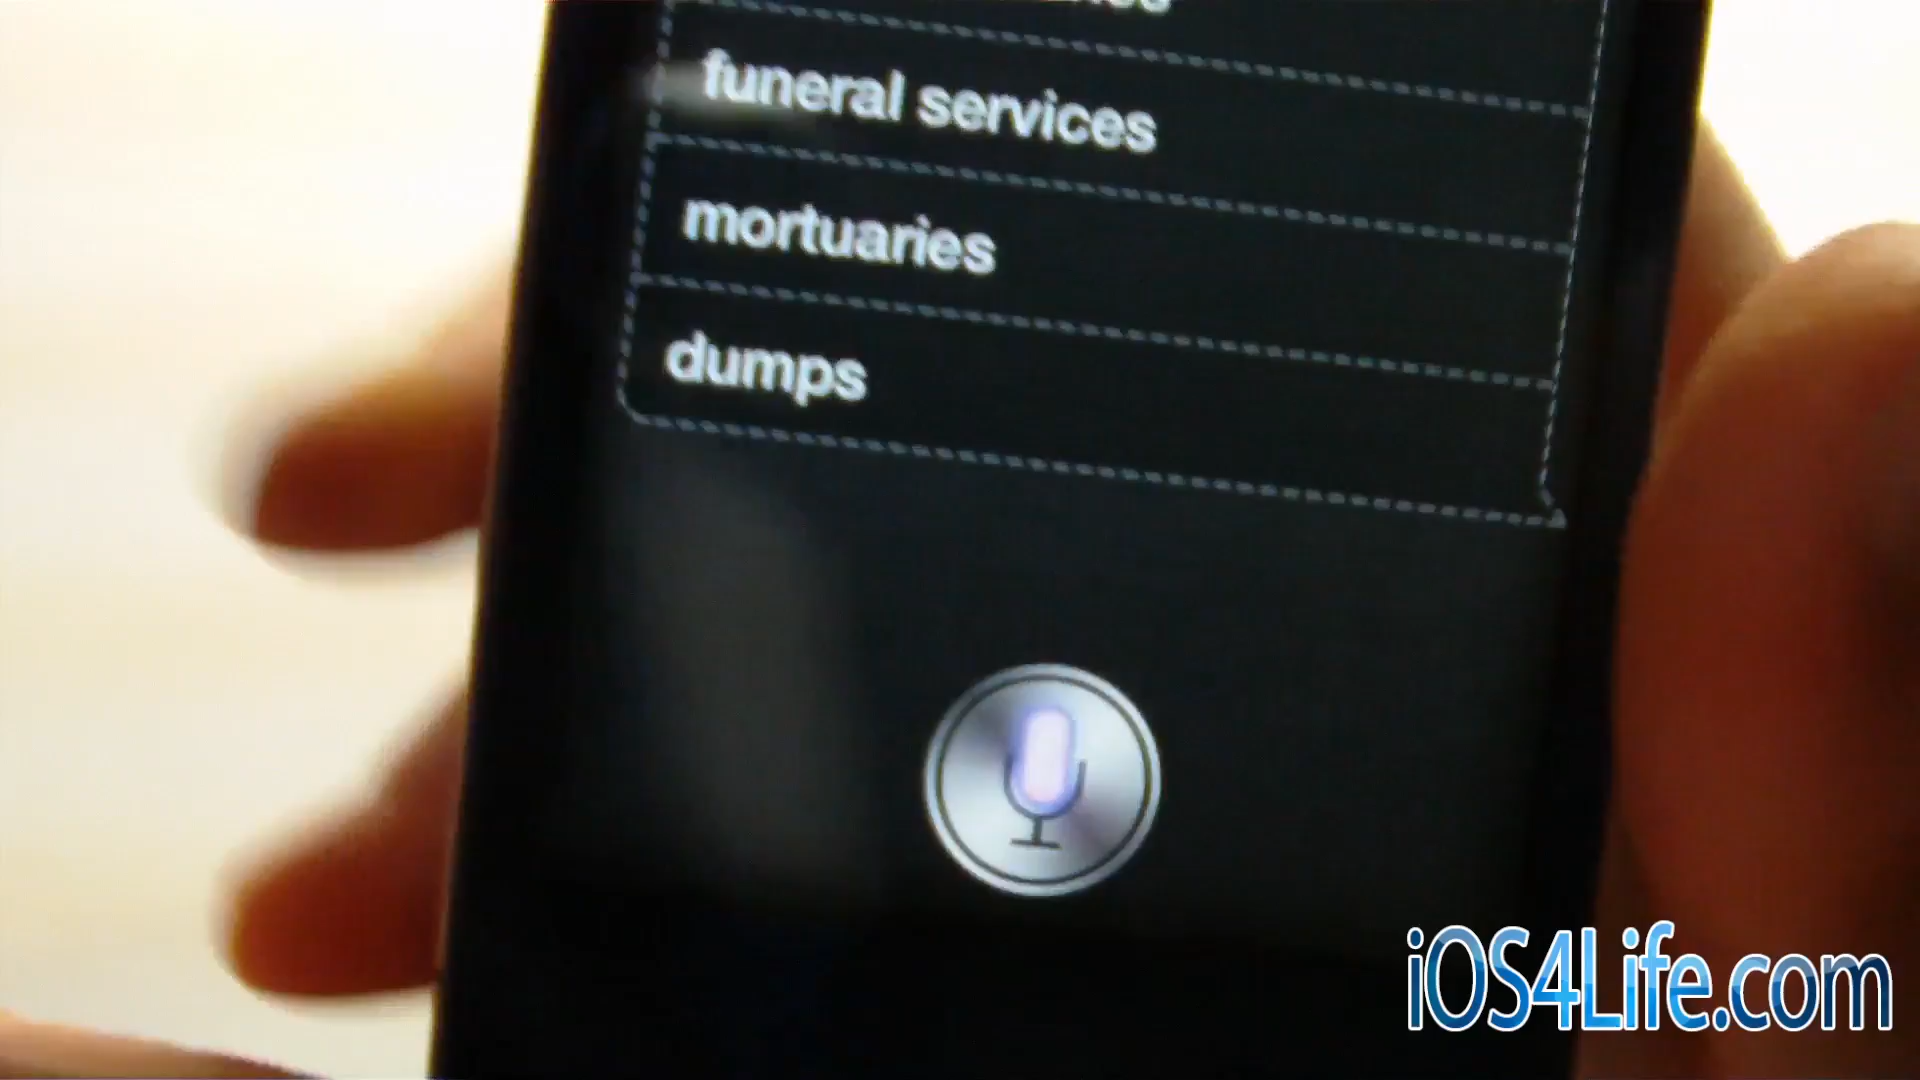 funeral services
mortuaries
dumps
iOS4Life.com